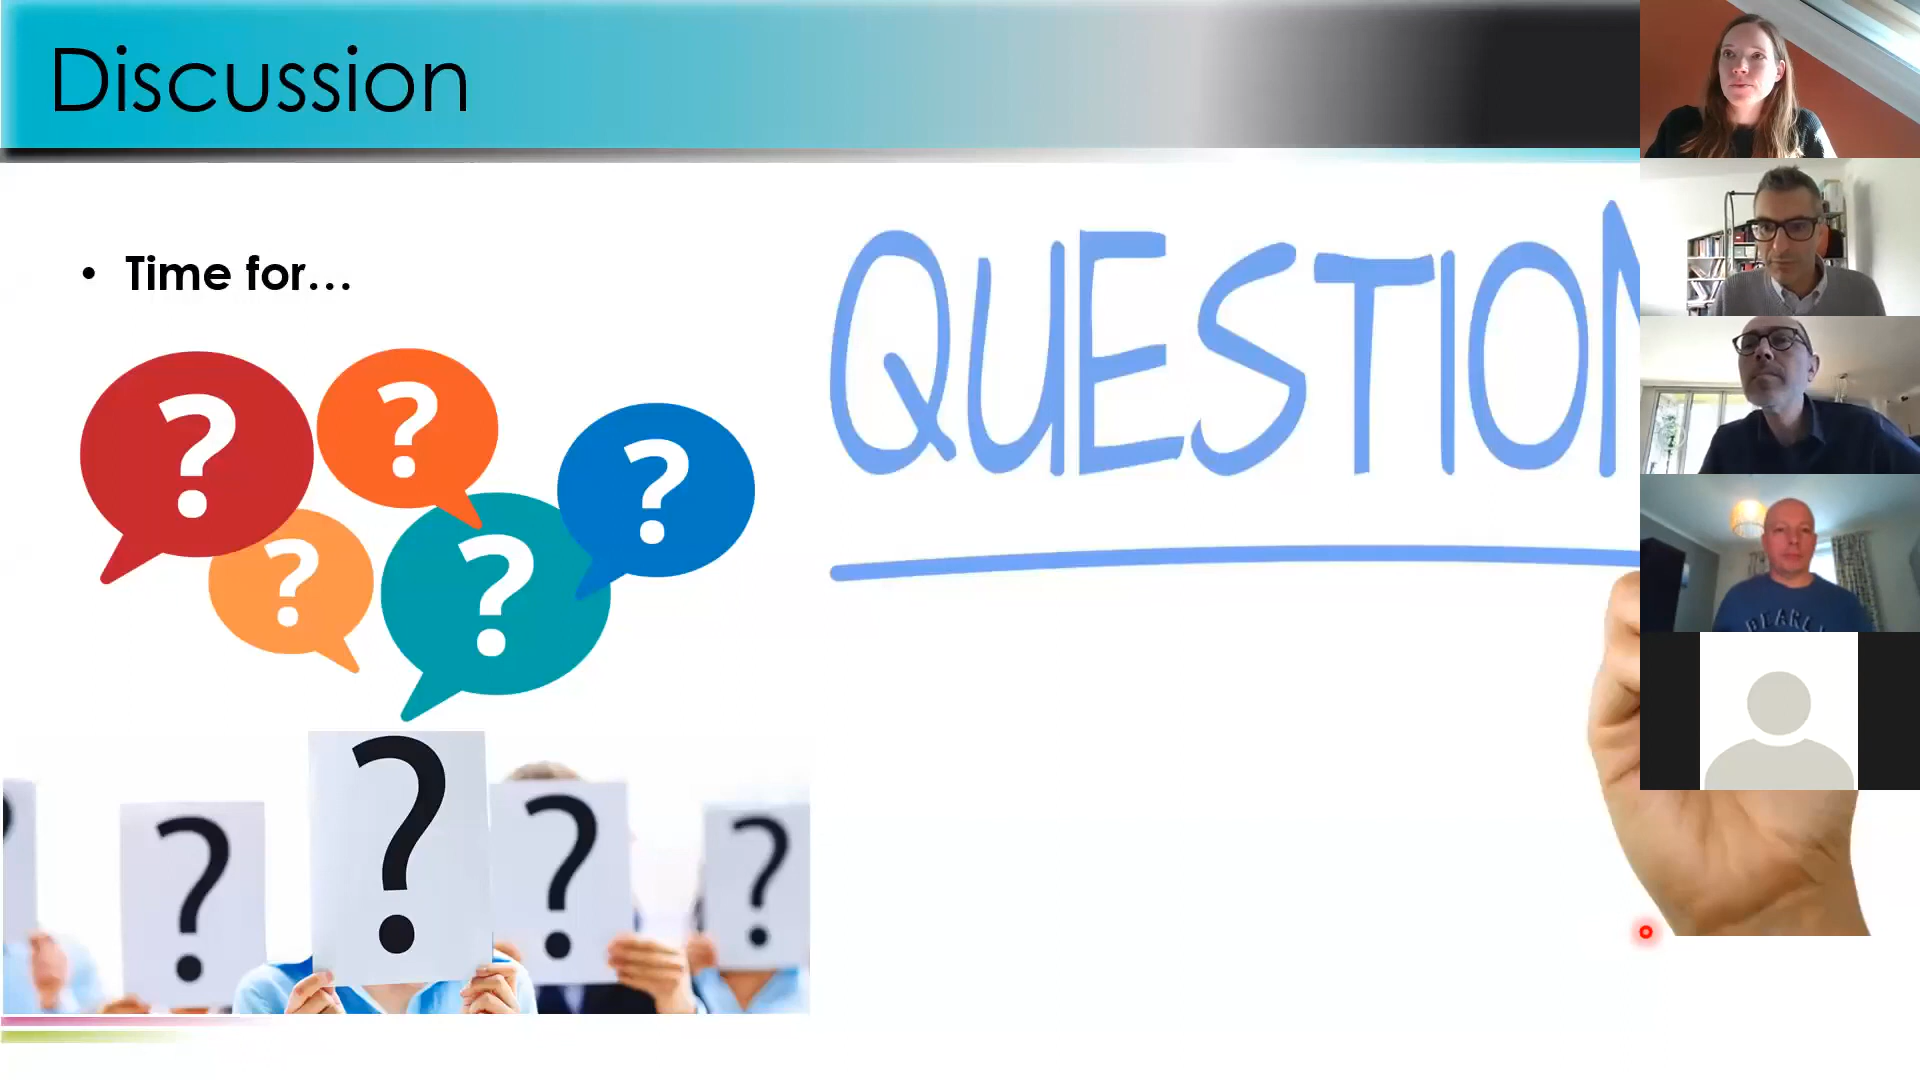 Discussion
• Time for...
QUESTION
? ? ?
? ?
? ? ? ?
BEARL